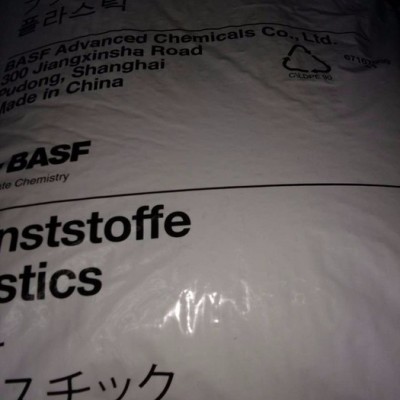 플라스틱
BASF Advanced Chemicals Co., Ltd.
300 Jiangxinsha Road
Pudong, Shanghai
Made in China
BASF
Chemistry
nststoffe
stics
スチック